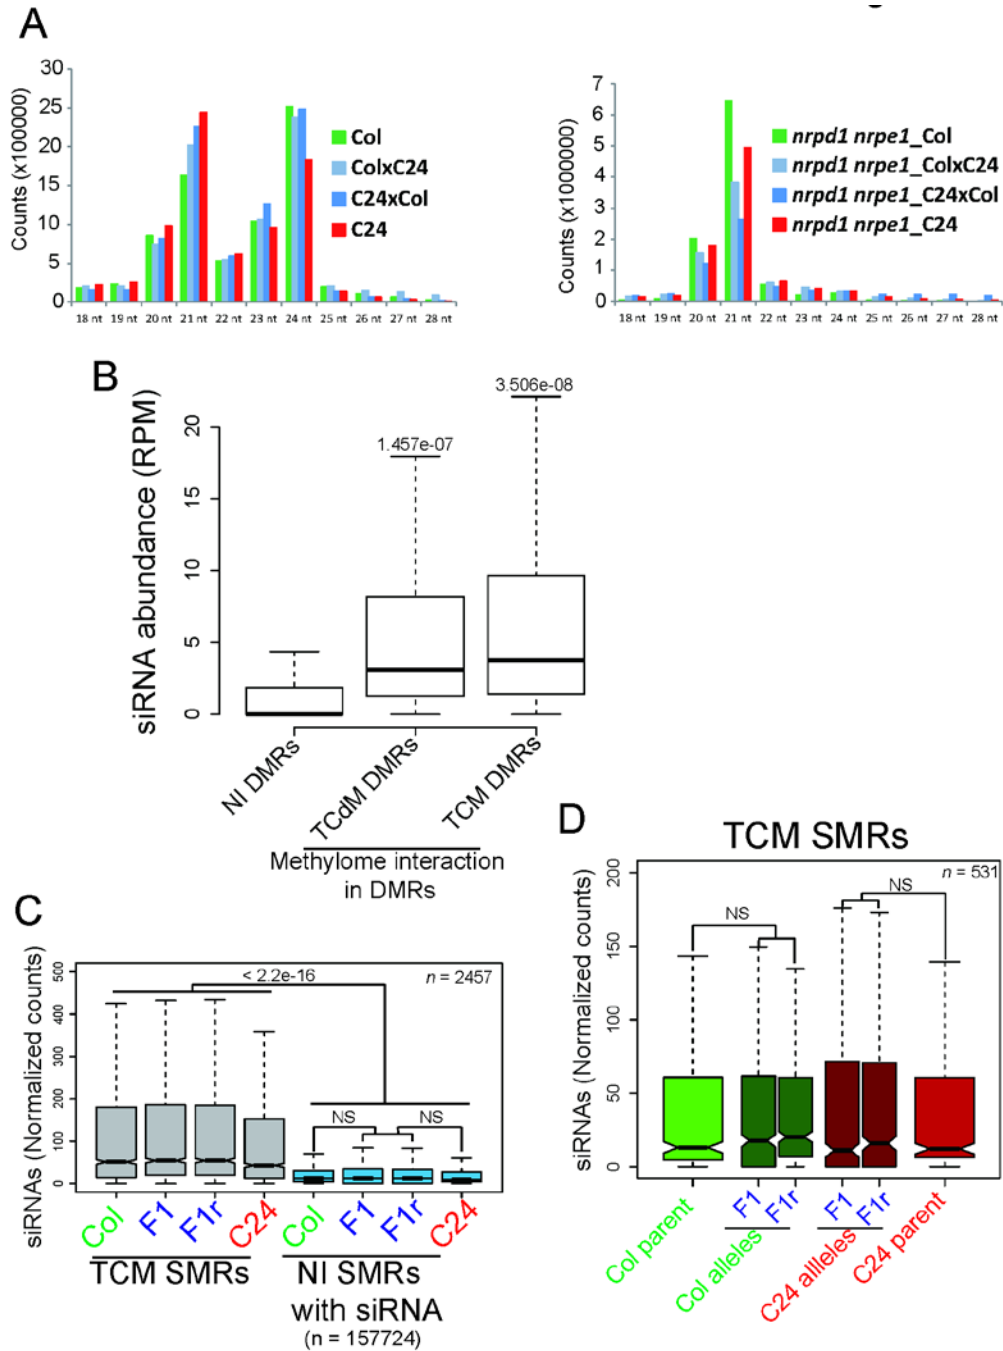 A
Counts (x100000)
30
25
20
15
10
5
0
Col
ColxC24
C24xCol
C24
18 nt 19 nt 20 nt 21 nt 22 nt 23 nt 24 nt 25 nt 26 nt 27 nt 28 nt
Counts (x1000000)
7
6
5
4
3
2
1
0
nrpd1 nrpe1_Col
nrpd1 nrpe1_ColxC24
nrpd1 nrpe1_C24xCol
nrpd1 nrpe1_C24
18 nt 19 nt 20 nt 21 nt 22 nt 23 nt 24 nt 25 nt 26 nt 27 nt 28 nt
B
siRNA abundance (RPM)
20
15
10
5
0
1.457e-07
3.506e-08
NI DMRs
TCdM DMRs
TCM DMRs
Methylome interaction
in DMRs
C
siRNAs (Normalized counts)
500
400
300
200
100
0
< 2.2e-16
n = 2457
NS
NS
Col
F1
F1r
C24
Col
F1
F1r
C24
TCM SMRs
NI SMRs
with siRNA
(n = 157724)
D
TCM SMRs
siRNAs (Normalized counts)
200
150
100
50
0
n = 531
NS
NS
Col parent
F1
F1r
Col alleles
F1
F1r
C24 allleles
C24 parent